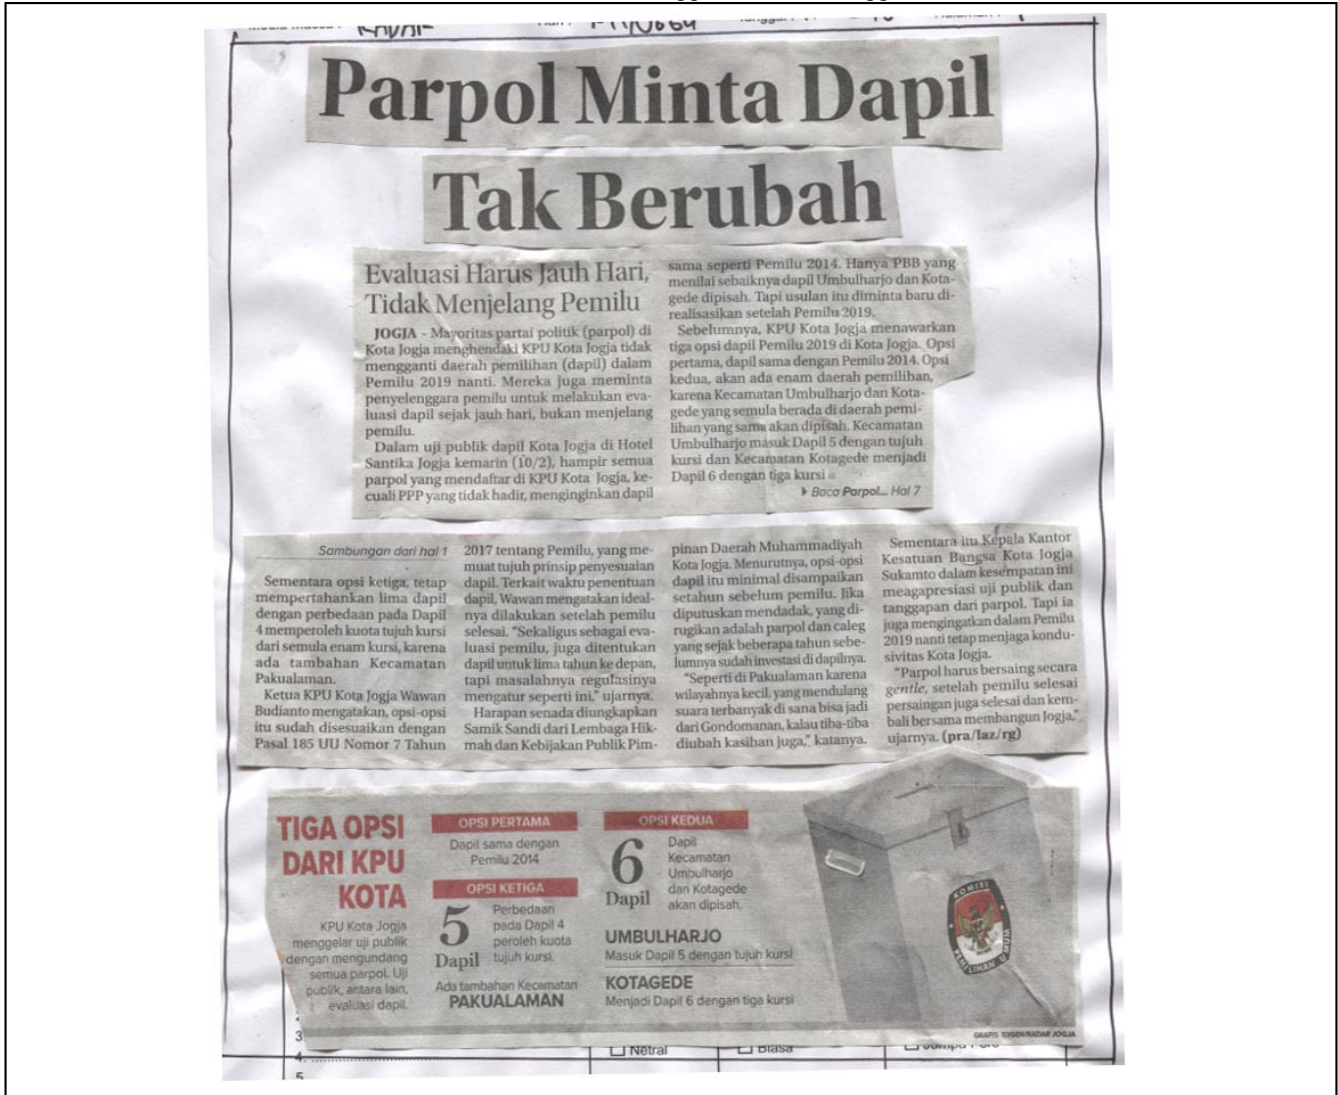 Parpol Minta Dapil
Tak Berubah
Evaluasi Harus Jauh Hari,
Tidak Menjelang Pemilu
JOGJA - Mayoritas partai politik (parpol) di
Kota Jogja menghendaki KPU Kota Jogja tidak
mengganti daerah pemilihan (dapil) dalam
Pemilu 2019 nanti. Mereka juga meminta
penyelenggara pemilu untuk melakukan eva-
luasi dapil sejak jauh hari, bukan menjelang
pemilu.
Dalam uji publik dapil Kota Jogja di Hotel
Santika Jogja kemarin (10/2), hampir semua
parpol yang mendaftar di KPU Kota Jogja, ke-
cuali PPP yang tidak hadir, menginginkan dapil
sama seperti Pemilu 2014. Hanya PBB yang
menilai sebaiknya dapil Umbulharjo dan Kota-
gede dipisah. Tapi usulan itu diminta baru di-
realisasikan setelah Pemilu 2019.
Sebelumnya, KPU Kota Jogja menawarkan
tiga opsi dapil Pemilu 2019 di Kota Jogja. Opsi
pertama, dapil sama dengan Pemilu 2014. Opsi
kedua, akan ada enam daerah pemilihan,
karena Kecamatan Umbulharjo dan Kota-
gede yang semula berada di daerah pemi-
lihan yang sama akan dipisah. Kecamatan
Umbulharjo masuk Dapil 5 dengan tujuh
kursi dan Kecamatan Kotagede menjadi
Dapil 6 dengan tiga kursi
Baca Parpol... Hal 7
Sambungan dari hal 1
Sementara opsi ketiga, tetap
mempertahankan lima dapil
dengan perbedaan pada Dapil
4 memperoleh kuota tujuh kursi
dari semula enam kursi, karena
ada tambahan Kecamatan
Pakualaman.
Ketua KPU Kota Jogja Wawan
Budianto mengatakan, opsi-opsi
itu sudah disesuaikan dengan
Pasal 185 UU Nomor 7 Tahun
2017 tentang Pemilu, yang me-
muat tujuh prinsip penyesuaian
dapil. Terkait waktu penentuan
dapil, Wawan mengatakan ideal-
nya dilakukan setelah pemilu
selesai. "Sekaligus sebagai eva-
luasi pemilu, juga ditentukan
dapil untuk lima tahun ke depan,
tapi masalahnya regulasinya
mengatur seperti ini," ujarnya.
Harapan senada diungkapkan
Samik Sandi dari Lembaga Hik-
mah dan Kebijakan Publik Pim-
pinan Daerah Muhammadiyah
Kota Jogja. Menurutnya, opsi-opsi
dapil itu minimal disampaikan
setahun sebelum pemilu. Jika
diputuskan mendadak, yang di-
rugikan adalah parpol dan caleg
yang sejak beberapa tahun sebe-
lumnya sudah investasi di dapilnya.
"Seperti di Pakualaman karena
wilayahnya kecil, yang mendulang
suara terbanyak di sana bisa jadi
dari Gondomanan, kalau tiba-tiba
diubah kasihan juga," katanya.
Sementara itu Kepala Kantor
Kesatuan Bangsa Kota Jogja
Sukamto dalam kesempatan ini
meagapresiasi uji publik dan
tanggapan dari parpol. Tapi ia
juga mengingatkan dalam Pemilu
2019 nanti tetap menjaga kondu-
sivitas Kota Jogja.
"Parpol harus bersaing secara
gentle, setelah pemilu selesai
persaingan juga selesai dan kem-
bali bersama membangun Jogja,"
ujarnya. (pra/laz/rg)
TIGA OPSI
DARI KPU
KOTA
KPU Kota Jogja
menggelar uji publik
dengan mengundang
semua parpol. Uji
publik, antara lain,
evaluasi dapil.
OPSI PERTAMA
Dapil sama dengan
Pemilu 2014
OPSI KETIGA
5
Dapil
Perbedaan
pada Dapil 4
peroleh kuota
tujuh kursi.
Ada tambahan Kecamatan
PAKUALAMAN
OPSI KEDUA
6
Dapil
Dapil
Kecamatan
Umbulharjo
dan Kotagede
akan dipisah.
UMBULHARJO
Masuk Dapil 5 dengan tujuh kursi
KOTAGEDE
Menjadi Dapil 6 dengan tiga kursi
KOMISI
PEMILIHAN UMUM
GRAFIS RADAR JOGJA
3.
4.
Netral
Biasa
5